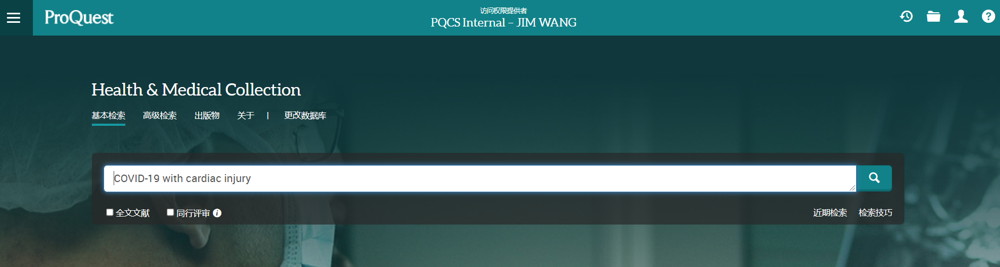 ProQuest
访问权限提供者
PQCS Internal – JIM WANG
Health & Medical Collection
基本检索 高级检索 出版物 关于 | 更改数据库
COVID-19 with cardiac injury
全文文献 同行评审 近期检索 检索技巧